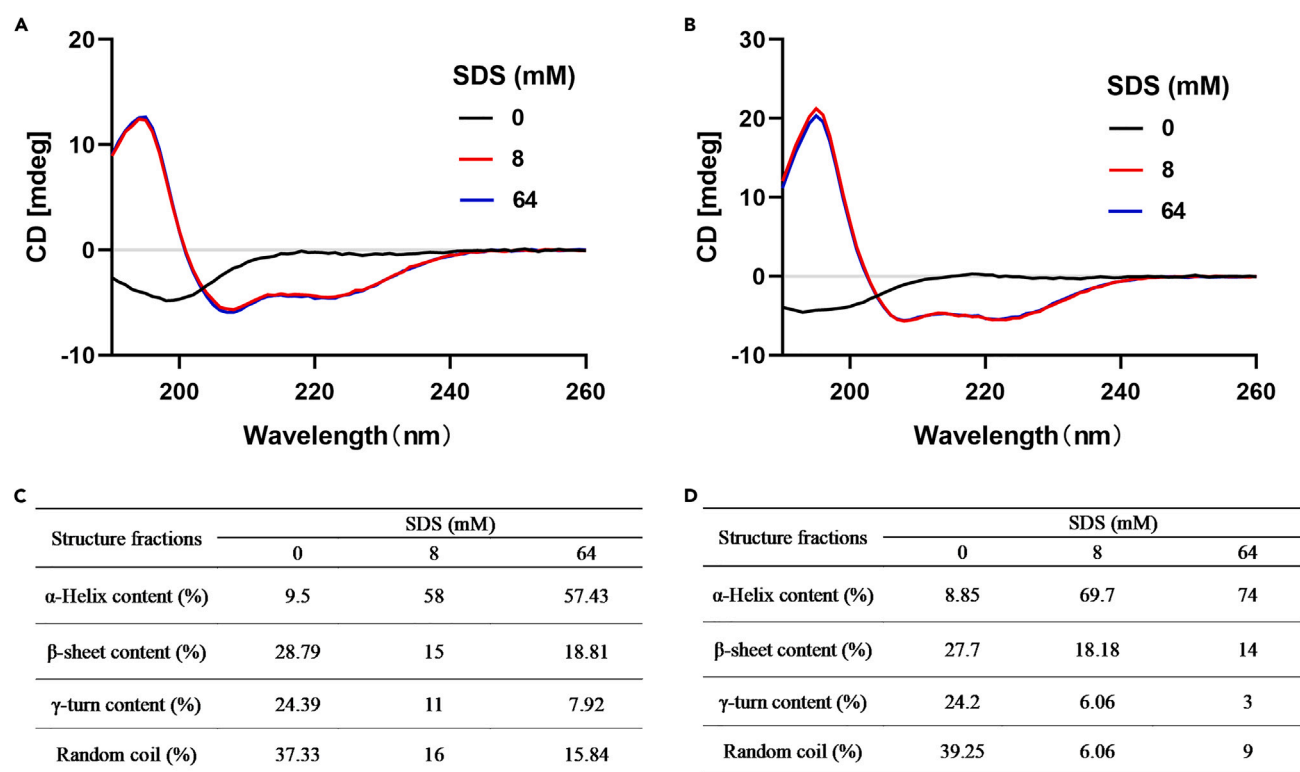 A
20
10
0
-10
CD [mdeg]
SDS (mM)
0
8
64
200 220 240 260
Wavelength（nm）
B
30
20
10
0
-10
CD [mdeg]
SDS (mM)
0
8
64
200 220 240 260
Wavelength（nm）
C
Structure fractions
SDS (mM)
0 8 64
α-Helix content (%) 9.5 58 57.43
β-sheet content (%) 28.79 15 18.81
γ-turn content (%) 24.39 11 7.92
Random coil (%) 37.33 16 15.84
D
Structure fractions
SDS (mM)
0 8 64
α-Helix content (%) 8.85 69.7 74
β-sheet content (%) 27.7 18.18 14
γ-turn content (%) 24.2 6.06 3
Random coil (%) 39.25 6.06 9